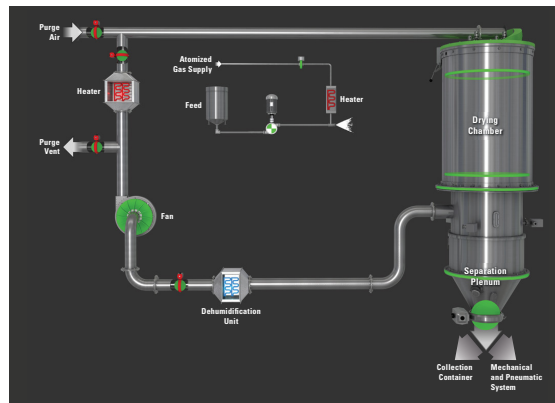 Purge
Air
Atomized
Gas Supply
Heater
Feed
Heater
Drying
Chamber
Purge
Vent
Fan
Separation
Plenum
Dehumidification
Unit
Collection
Container
Mechanical
and Pneumatic
System